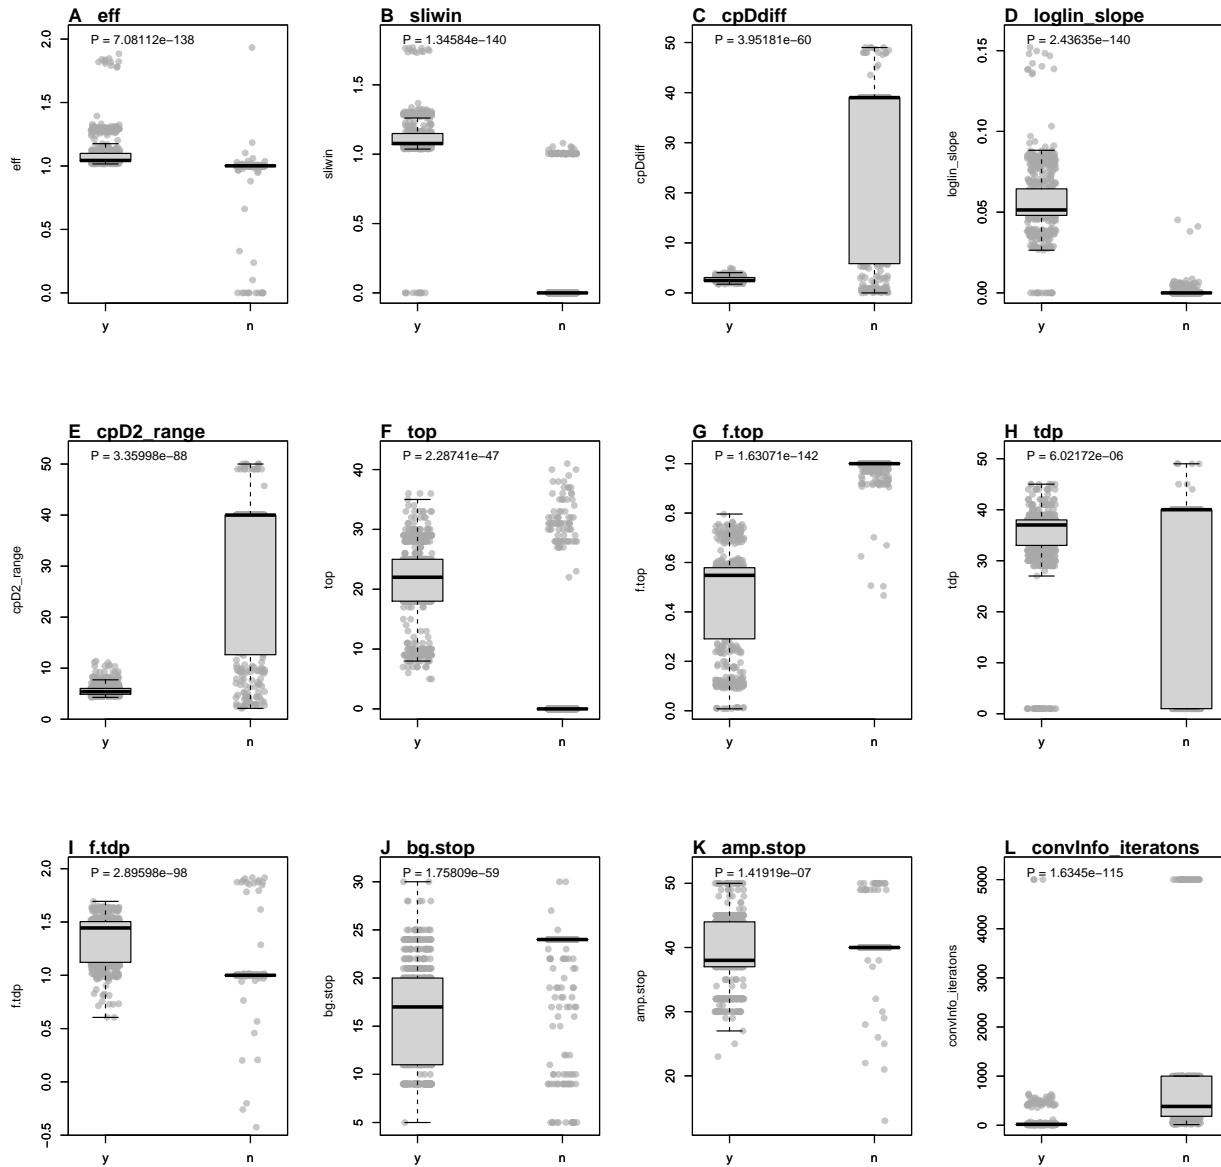 A eff
P = 7.08112e−138
eff
2.0
1.5
1.0
0.5
0.0
y n
B sliwin
P = 1.34584e−140
sliwin
1.5
1.0
0.5
0.0
y n
C cpDdiff
P = 3.95181e−60
cpDdiff
50
40
30
20
10
0
y n
D loglin_slope
P = 2.43635e−140
loglin_slope
0.15
0.10
0.05
0.00
y n
E cpD2_range
P = 3.35998e−88
cpD2_range
50
40
30
20
10
0
y n
F top
P = 2.28741e−47
top
40
30
20
10
0
y n
G f.top
P = 1.63071e−142
f.top
1.0
0.8
0.6
0.4
0.2
0.0
y n
H tdp
P = 6.02172e−06
tdp
50
40
30
20
10
0
y n
I f.tdp
P = 2.89598e−98
f.tdp
2.0
1.5
1.0
0.5
0.0
−0.5
y n
J bg.stop
P = 1.75809e−59
bg.stop
30
25
20
15
10
5
y n
K amp.stop
P = 1.41919e−07
amp.stop
50
40
30
20
y n
L convInfo_iteratons
P = 1.6345e−115
convInfo_iteratons
5000
4000
3000
2000
1000
0
y n